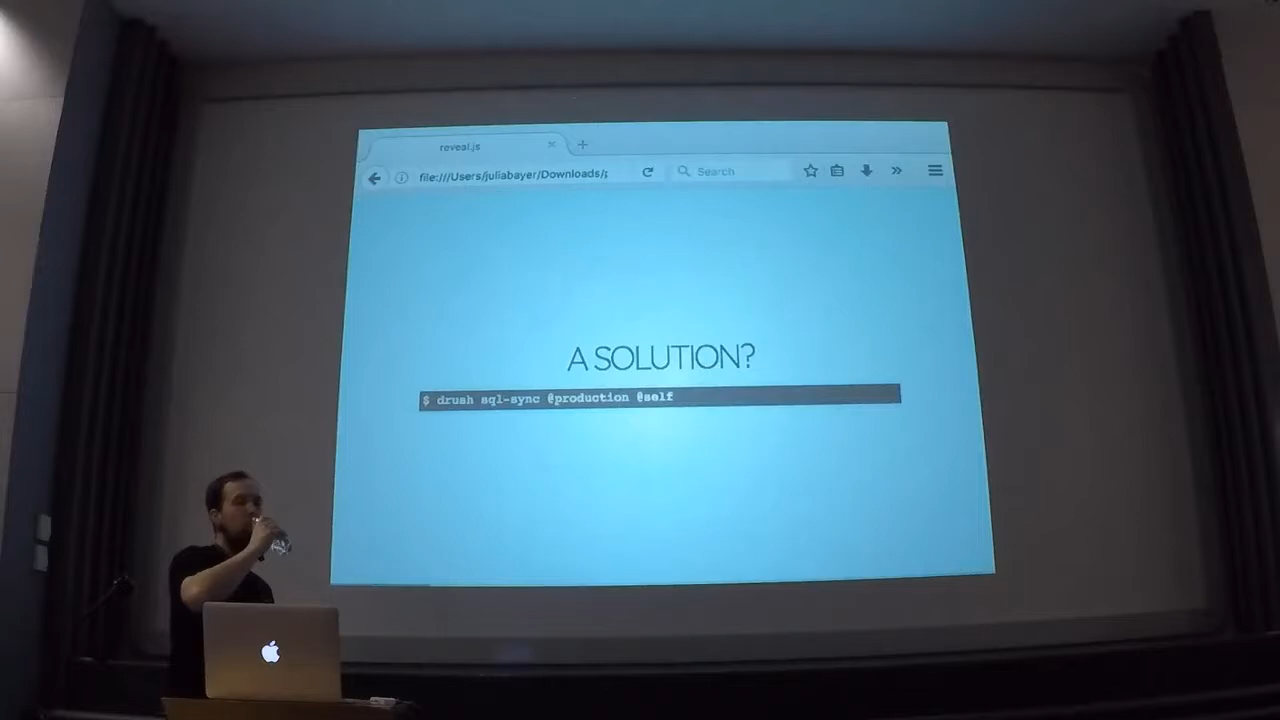 reveal.js
file:///Users/juliabayer/Downloads/
Search
A SOLUTION?
$ drush sql-sync @production @self